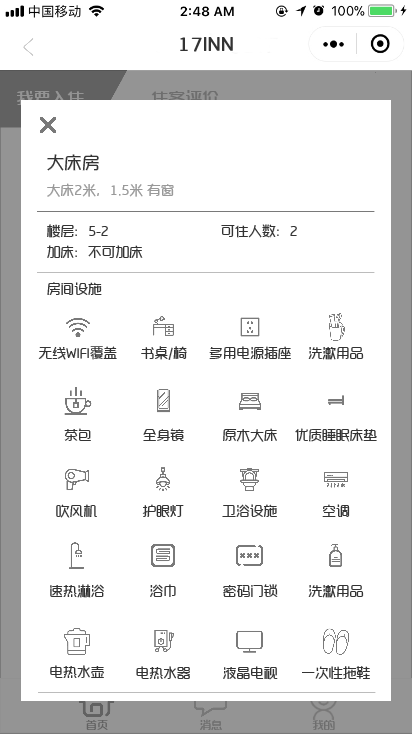 中国移动 2:48 AM 100%
17INN
我要入住 住客评价
大床房
大床2米，1.5米 有窗
楼层：5-2 可住人数：2
加床：不可加床
房间设施
无线WIFI覆盖 书桌/椅 多用电源插座 洗漱用品
茶包 全身镜 原木大床 优质睡眠床垫
吹风机 护眼灯 卫浴设施 空调
速热淋浴 浴巾 密码门锁 洗漱用品
电热水壶 电热水器 液晶电视 一次性拖鞋
首页 消息 我的